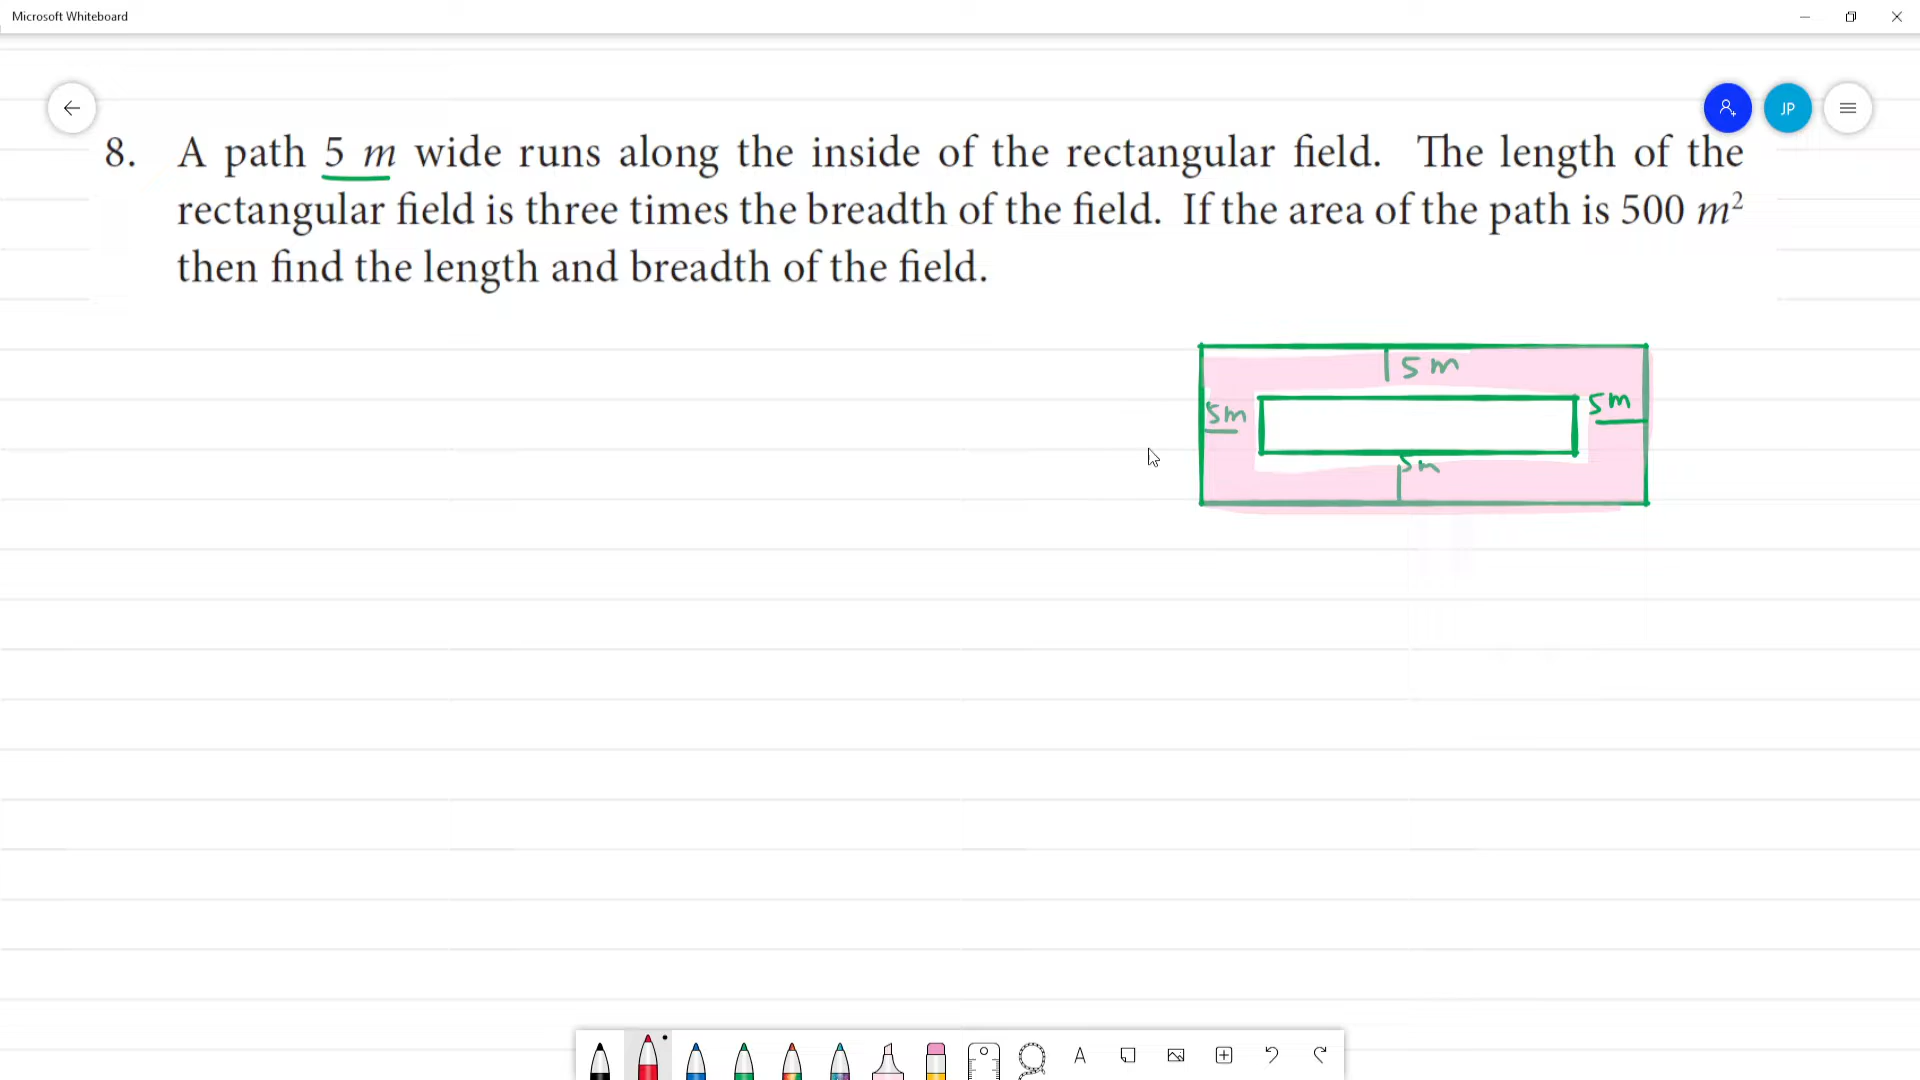 Microsoft Whiteboard
JP
8. A path 5 m wide runs along the inside of the rectangular field. The length of the
rectangular field is three times the breadth of the field. If the area of the path is 500 m²
then find the length and breadth of the field.
5 m
5m
5m
5m
A